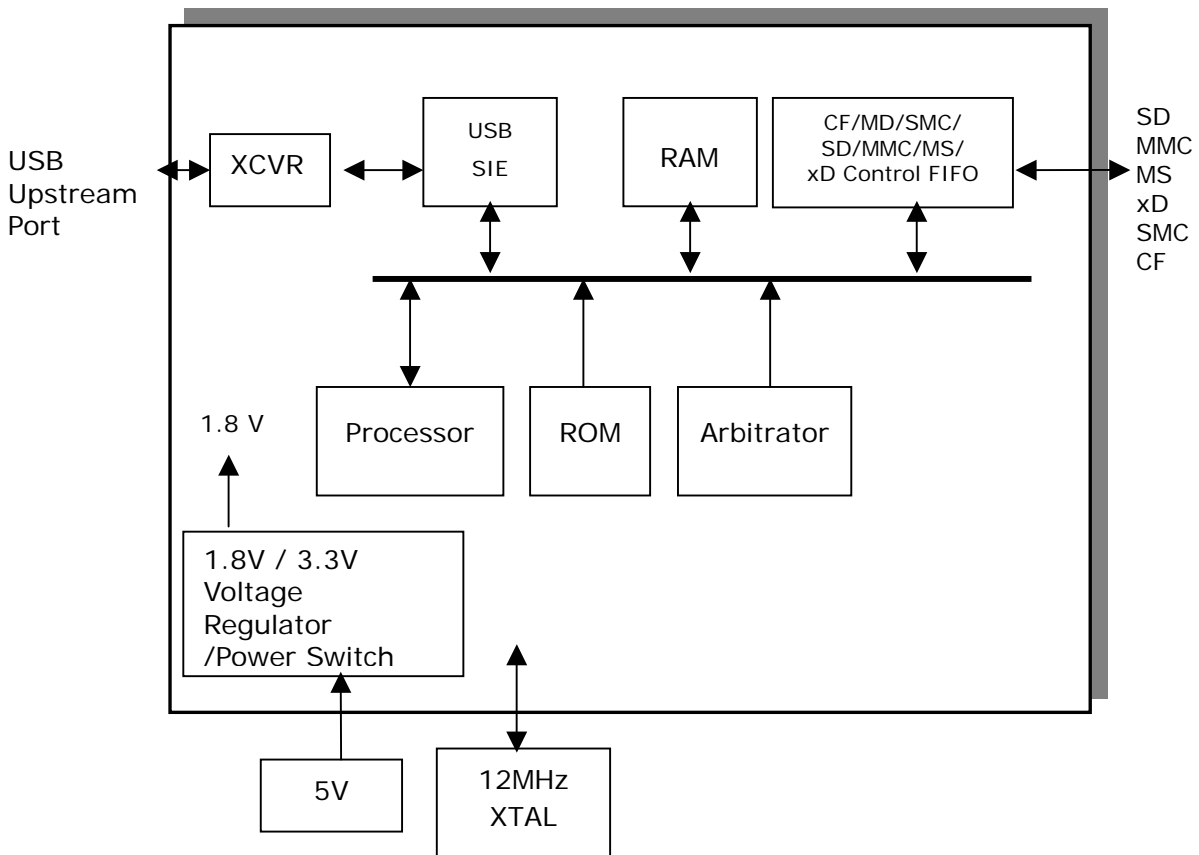 USB
Upstream
Port
XCVR
USB
SIE
RAM
CF/MD/SMC/
SD/MMC/MS/
xD Control FIFO
SD
MMC
MS
xD
SMC
CF
Processor
ROM
Arbitrator
1.8 V
1.8V / 3.3V
Voltage
Regulator
/Power Switch
5V
12MHz
XTAL